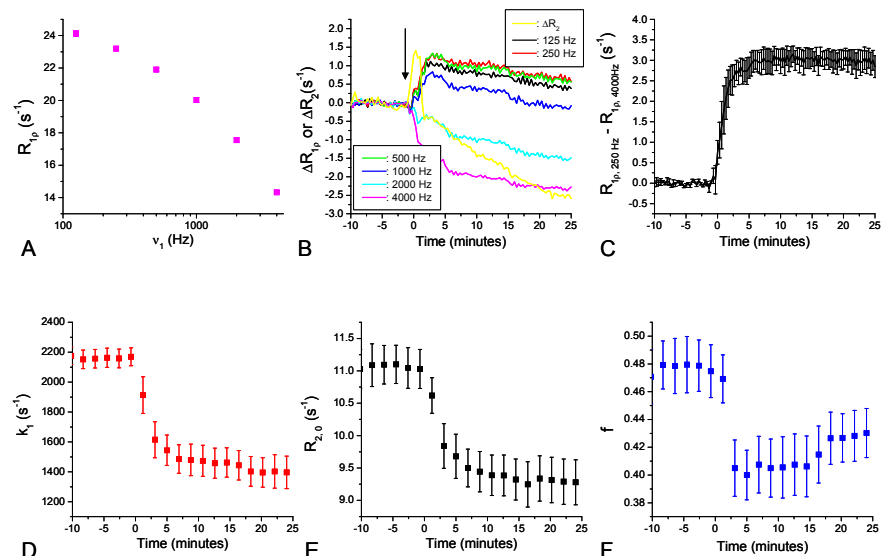 24
22
20
18
16
14
R1ρ (s⁻¹)
100
1000
ν1 (Hz)
A
2.5
2.0
1.5
1.0
0.5
0.0
-0.5
-1.0
-1.5
-2.0
-2.5
-3.0
ΔR1ρ or ΔR2(s⁻¹)
: ΔR2
: 125 Hz
: 250 Hz
: 500 Hz
: 1000 Hz
: 2000 Hz
: 4000 Hz
-10 -5 0 5 10 15 20 25
Time (minutes)
B
4.0
3.5
3.0
2.5
2.0
1.5
1.0
0.5
0.0
-0.5
R1ρ, 250 Hz - R1ρ, 4000Hz (s⁻¹)
-10 -5 0 5 10 15 20 25
Time (minutes)
C
2400
2200
2000
1800
1600
1400
1200
k1 (s⁻¹)
-10 -5 0 5 10 15 20 25
Time (minutes)
D
11.5
11.0
10.5
10.0
9.5
9.0
R2, 0 (s⁻¹)
-10 -5 0 5 10 15 20 25
Time (minutes)
0.50
0.48
0.46
0.44
0.42
0.40
0.38
f
-10 -5 0 5 10 15 20 25
Time (minutes)